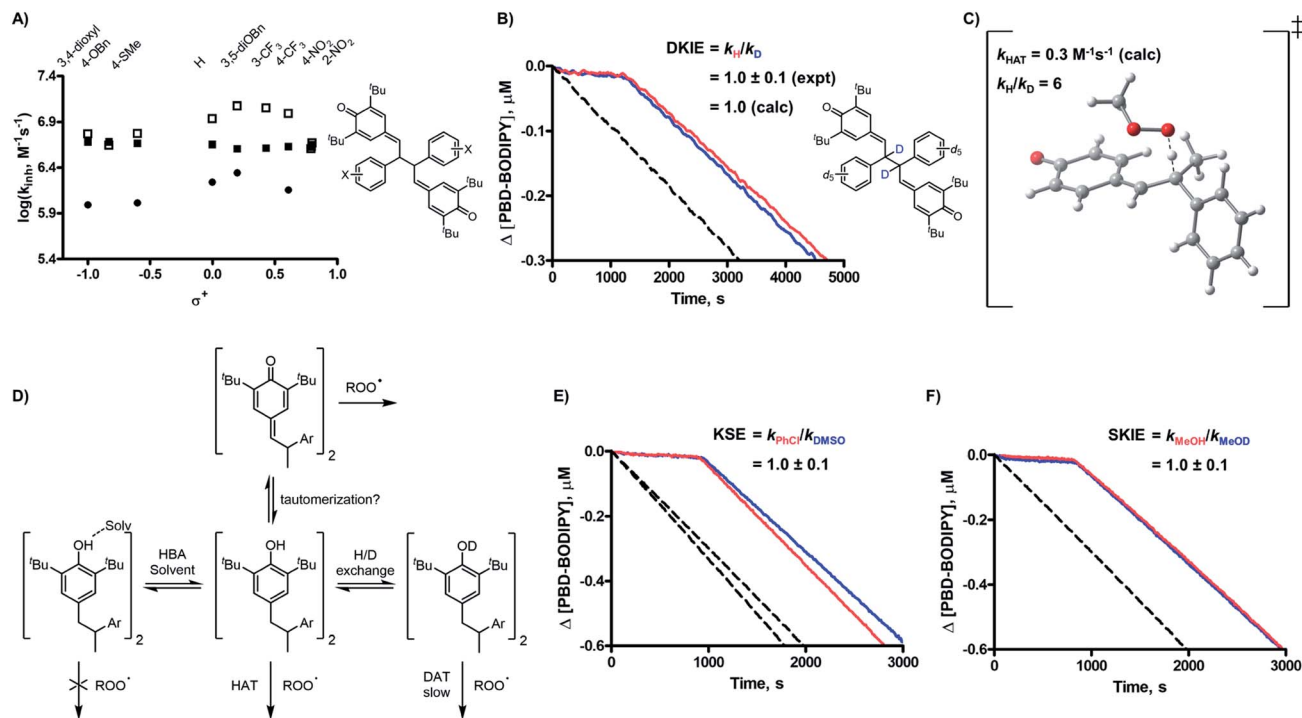 A)
3,4-dioxyl
4-OBn
4-SMe
H
3,5-diOBn
3-CF₃
4-CF₃
4-NO₂
2-NO₂
log(kinh, M⁻¹s⁻¹)
7.4
6.9
6.4
5.9
5.4
-1.0 -0.5 0.0 0.5 1.0
σ⁺
B)
DKIE = kH/kD
= 1.0 ± 0.1 (expt)
= 1.0 (calc)
Δ [PBD-BODIPY], μM
0.0
-0.1
-0.2
-0.3
0 1000 2000 3000 4000 5000
Time, s
O
ᵗBu
ᵗBu
X
X
ᵗBu
O
ᵗBu
O
ᵗBu
ᵗBu
D
d₅
d₅
D
ᵗBu
O
ᵗBu
C)
‡
kHAT = 0.3 M⁻¹s⁻¹ (calc)
kH/kD = 6
D)
O
ᵗBu ᵗBu
Ar
2
ROO•
tautomerization?
Solv
OH
ᵗBu ᵗBu
Ar
2
HBA
Solvent
OH
ᵗBu ᵗBu
Ar
2
H/D
exchange
OD
ᵗBu ᵗBu
Ar
2
ROO•
HAT ROO•
DAT
slow
ROO•
E)
KSE = kPhCl/kDMSO
= 1.0 ± 0.1
Δ [PBD-BODIPY], μM
0.0
-0.2
-0.4
-0.6
0 1000 2000 3000
Time, s
F)
SKIE = kMeOH/kMeOD
= 1.0 ± 0.1
Δ [PBD-BODIPY], μM
0.0
-0.2
-0.4
-0.6
0 1000 2000 3000
Time, s